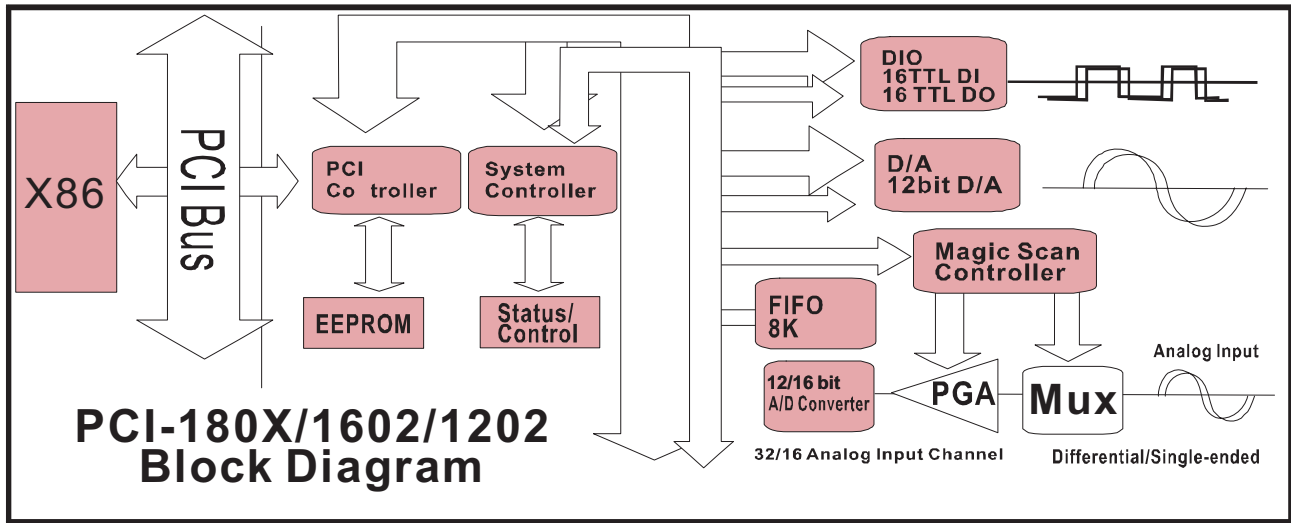 X86
PCI Bus
PCI
Co troller
System
Controller
EEPROM
Status/
Control
DIO
16TTL DI
16 TTL DO
D/A
12bit D/A
Magic Scan
Controller
FIFO
8K
12/16 bit
A/D Converter
PGA
Mux
Analog Input
32/16 Analog Input Channel
Differential/Single-ended
PCI-180X/1602/1202
Block Diagram